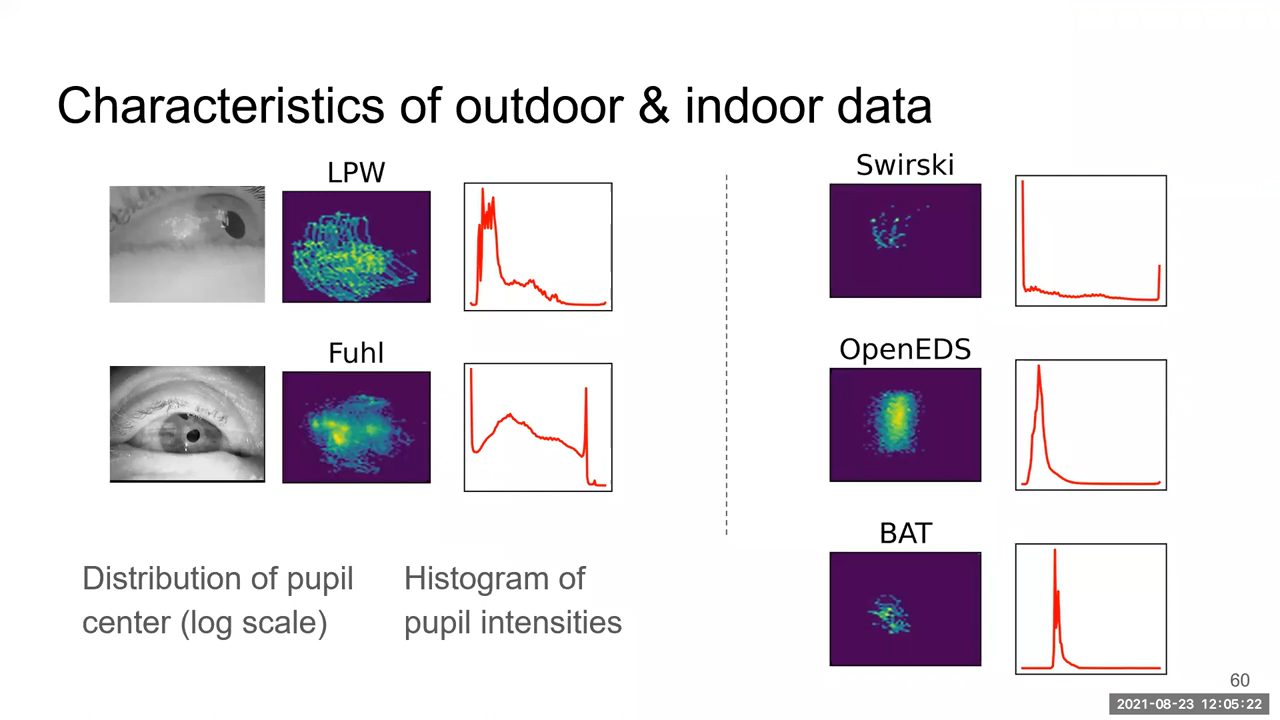 Characteristics of outdoor & indoor data
LPW
Fuhl
Distribution of pupil
center (log scale)
Histogram of
pupil intensities
Swirski
OpenEDS
BAT
60
2021-08-23 12:05:22